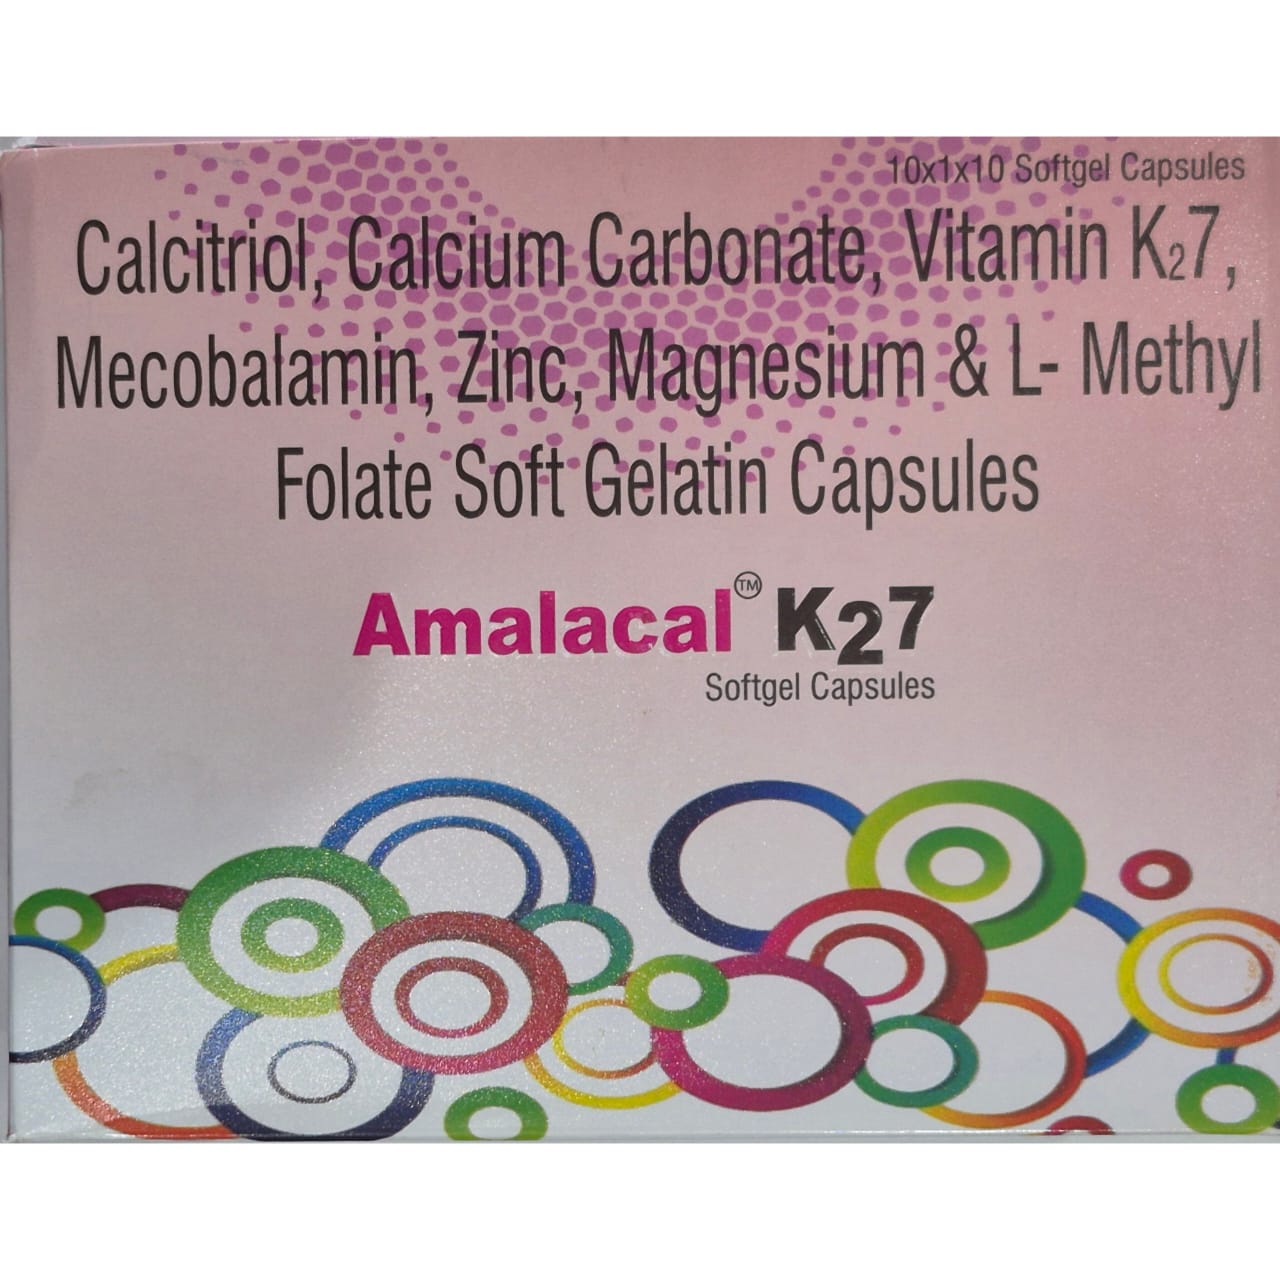 10x1x10 Softgel Capsules
Calcitriol, Calcium Carbonate, Vitamin K₂7,
Mecobalamin, Zinc, Magnesium & L- Methyl
Folate Soft Gelatin Capsules
Amalacal™ K₂7
Softgel Capsules